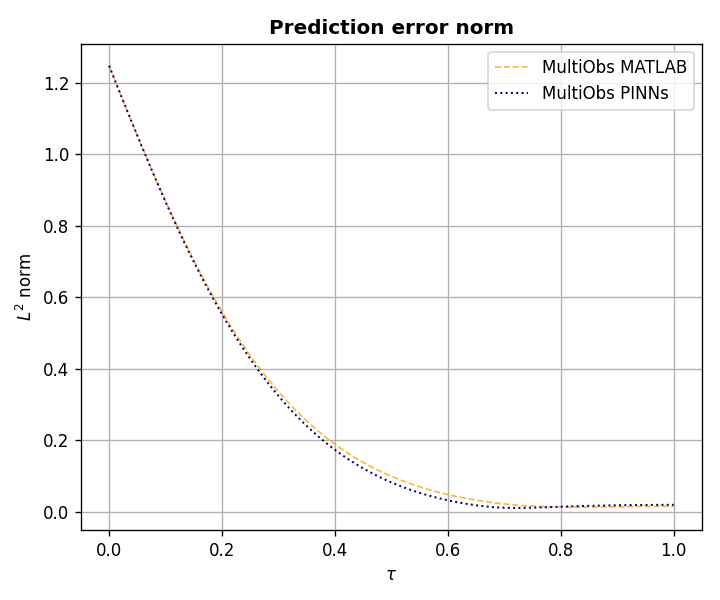 Prediction error norm
MultiObs MATLAB
MultiObs PINNs
1.2
1.0
0.8
0.6
0.4
0.2
0.0
L² norm
0.0 0.2 0.4 0.6 0.8 1.0
τ